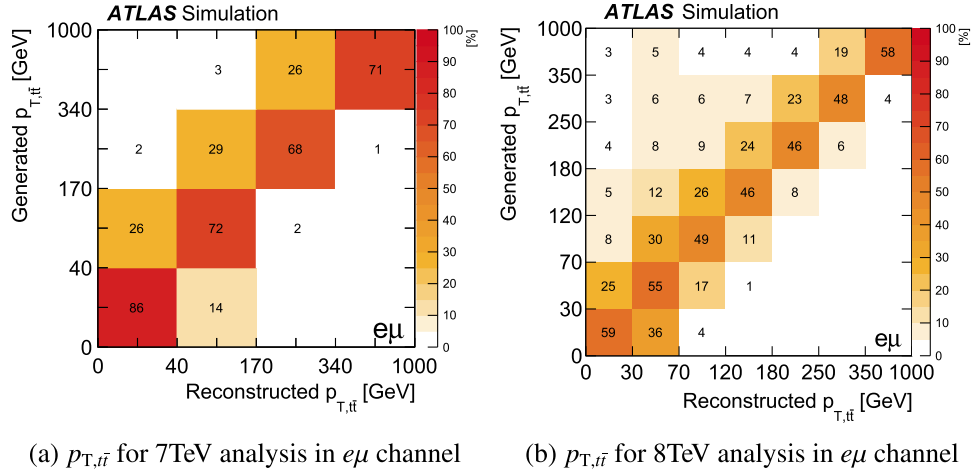 ATLAS Simulation
Generated p_T,tt̄ [GeV]
1000
3 26 71
340
2 29 68 1
170
26 72 2
40
86 14
eμ
0
0 40 170 340 1000
Reconstructed p_T,tt̄ [GeV]
100
90
80
70
60
50
40
30
20
10
0
[%]
(a) p_T,tt̄ for 7TeV analysis in eμ channel
ATLAS Simulation
Generated p_T,tt̄ [GeV]
1000
3 5 4 4 4 19 58
350
3 6 6 7 23 48 4
250
4 8 9 24 46 6
180
5 12 26 46 8
120
8 30 49 11
70
25 55 17 1
30
59 36 4
eμ
0
0 30 70 120 180 250 350 1000
Reconstructed p_T,tt̄ [GeV]
100
90
80
70
60
50
40
30
20
10
0
[%]
(b) p_T,tt̄ for 8TeV analysis in eμ channel